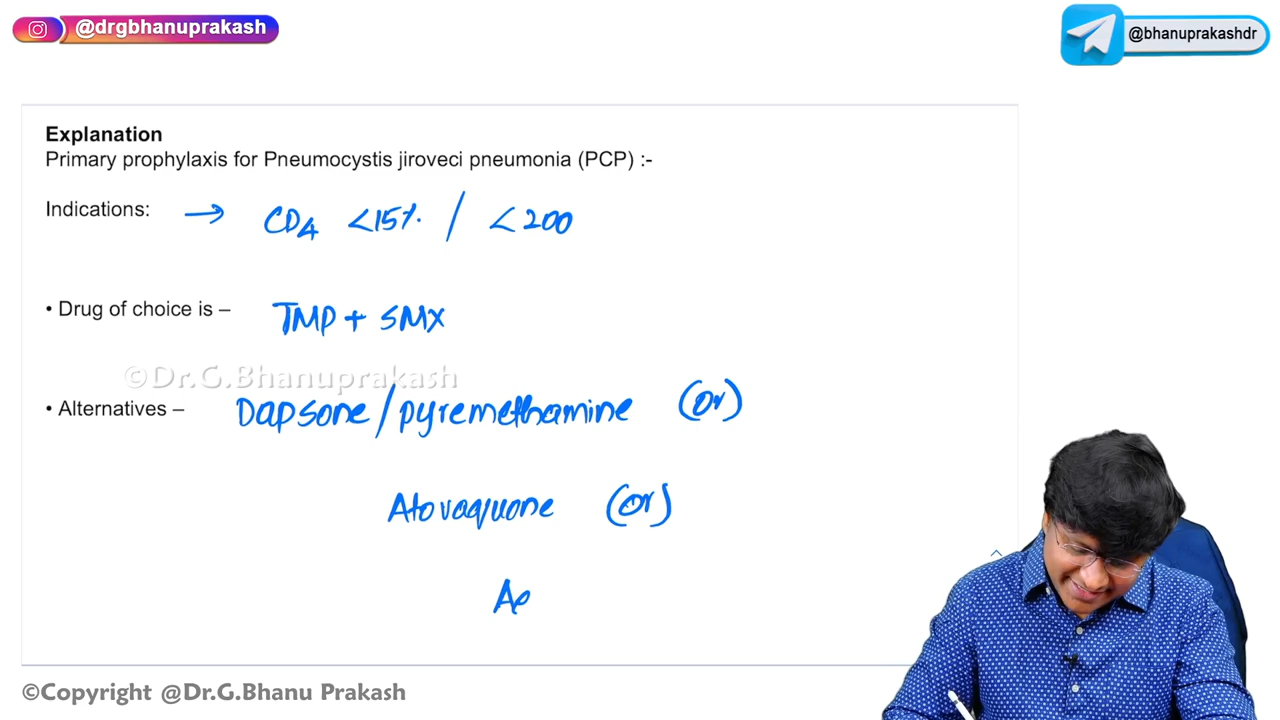 @drgbhanuprakash
@bhanuprakashdr
Explanation
Primary prophylaxis for Pneumocystis jiroveci pneumonia (PCP) :-
Indications: → CD4 <15% / <200
• Drug of choice is – TMP + SMX
©Dr.G.Bhanuprakash
• Alternatives – Dapsone/pyremethamine (or)
Atovaquone (or)
Ae
©Copyright @Dr.G.Bhanu Prakash